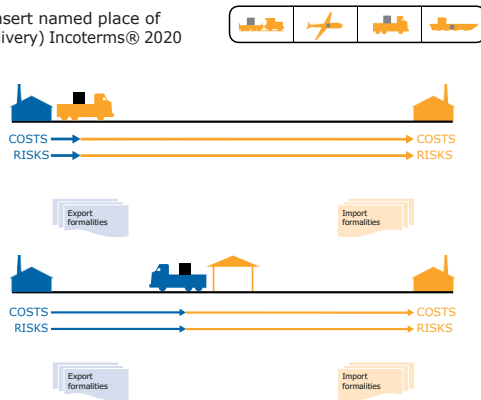 nsert named place of
livery) Incoterms® 2020
COSTS COSTS
RISKS RISKS
Export
formalities
Import
formalities
COSTS COSTS
RISKS RISKS
Export
formalities
Import
formalities